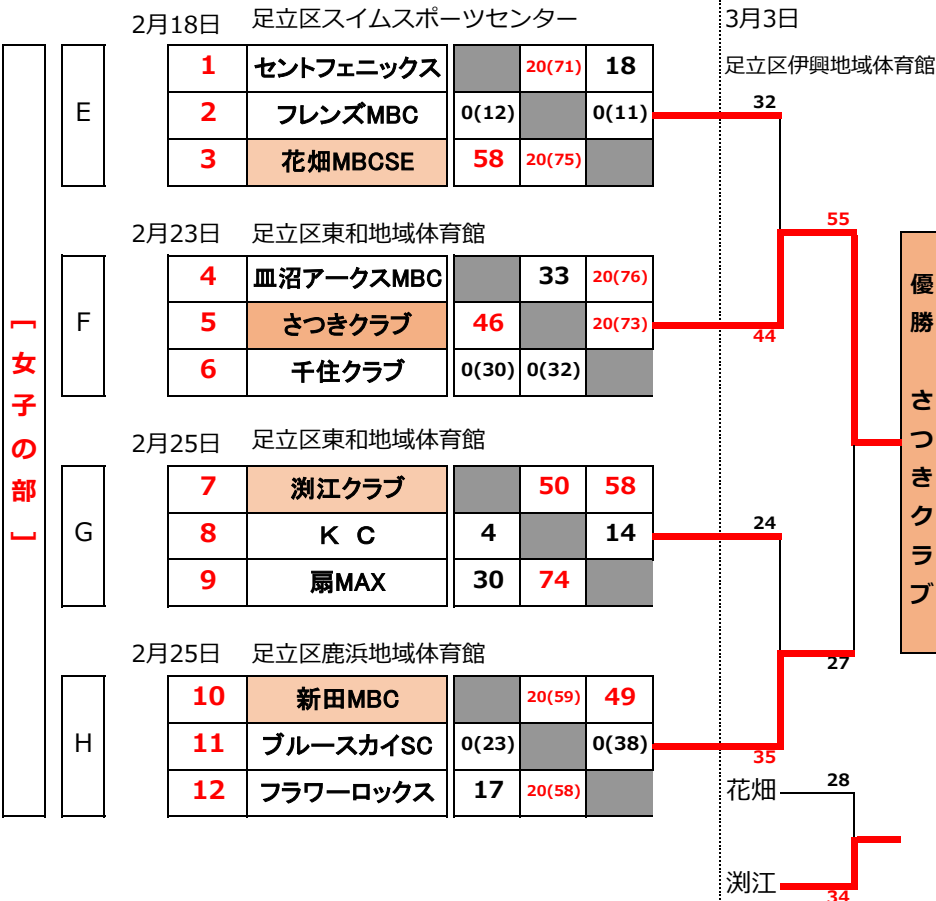 2月18日 足立区スイムスポーツセンター
3月3日
足立区伊興地域体育館
[女子の部]
E
1 セントフェニックス 20(71) 18
2 フレンズMBC 0(12) 0(11)
3 花畑MBCSE 58 20(75)
32
2月23日 足立区東和地域体育館
55
F
4 皿沼アークスMBC 33 20(76)
5 さつきクラブ 46 20(73)
6 千住クラブ 0(30) 0(32)
44
優勝 さつきクラブ
2月25日 足立区東和地域体育館
G
7 渕江クラブ 50 58
8 K C 4 14
9 扇MAX 30 74
24
2月25日 足立区鹿浜地域体育館
27
H
10 新田MBC 20(59) 49
11 ブルースカイSC 0(23) 0(38)
12 フラワーロックス 17 20(58)
35
花畑 28
渕江 34